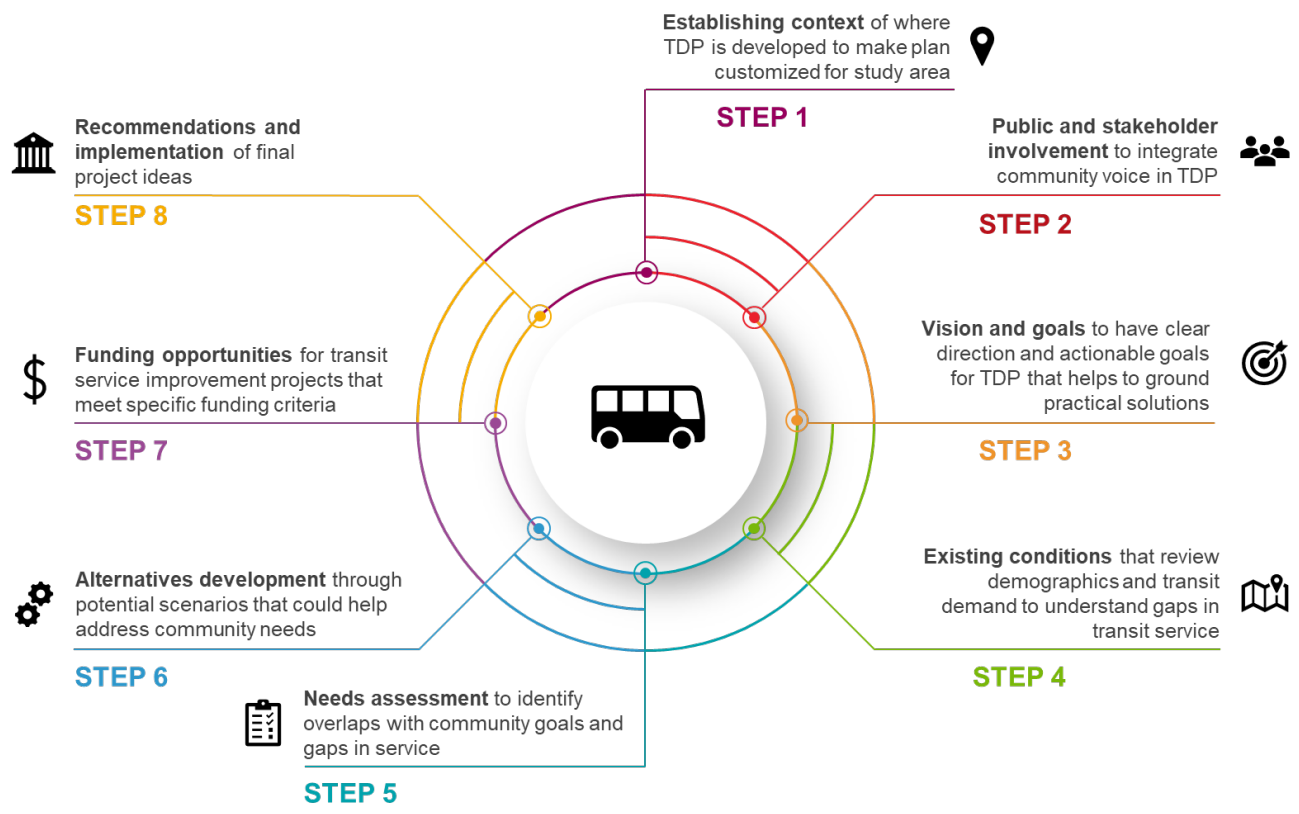 Establishing context of where
TDP is developed to make plan
customized for study area
STEP 1
Public and stakeholder
involvement to integrate
community voice in TDP
STEP 2
Vision and goals to have clear
direction and actionable goals
for TDP that helps to ground
practical solutions
STEP 3
Existing conditions that review
demographics and transit
demand to understand gaps in
transit service
STEP 4
Needs assessment to identify
overlaps with community goals and
gaps in service
STEP 5
Alternatives development through
potential scenarios that could help
address community needs
STEP 6
Funding opportunities for transit
service improvement projects that
meet specific funding criteria
STEP 7
Recommendations and
implementation of final
project ideas
STEP 8